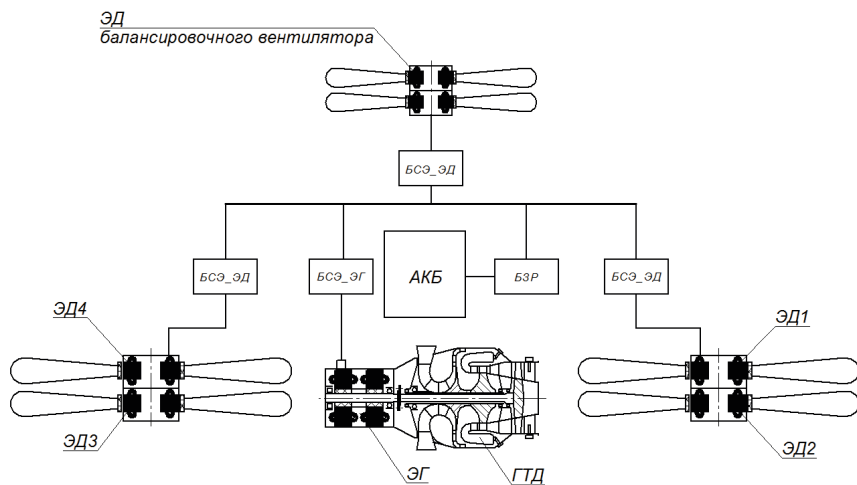 ЭД
балансировочного вентилятора
БСЭ_ЭД
БСЭ_ЭД
БСЭ_ЭГ
АКБ
БЗР
БСЭ_ЭД
ЭД4
ЭД1
ЭД3
ЭГ
ГТД
ЭД2